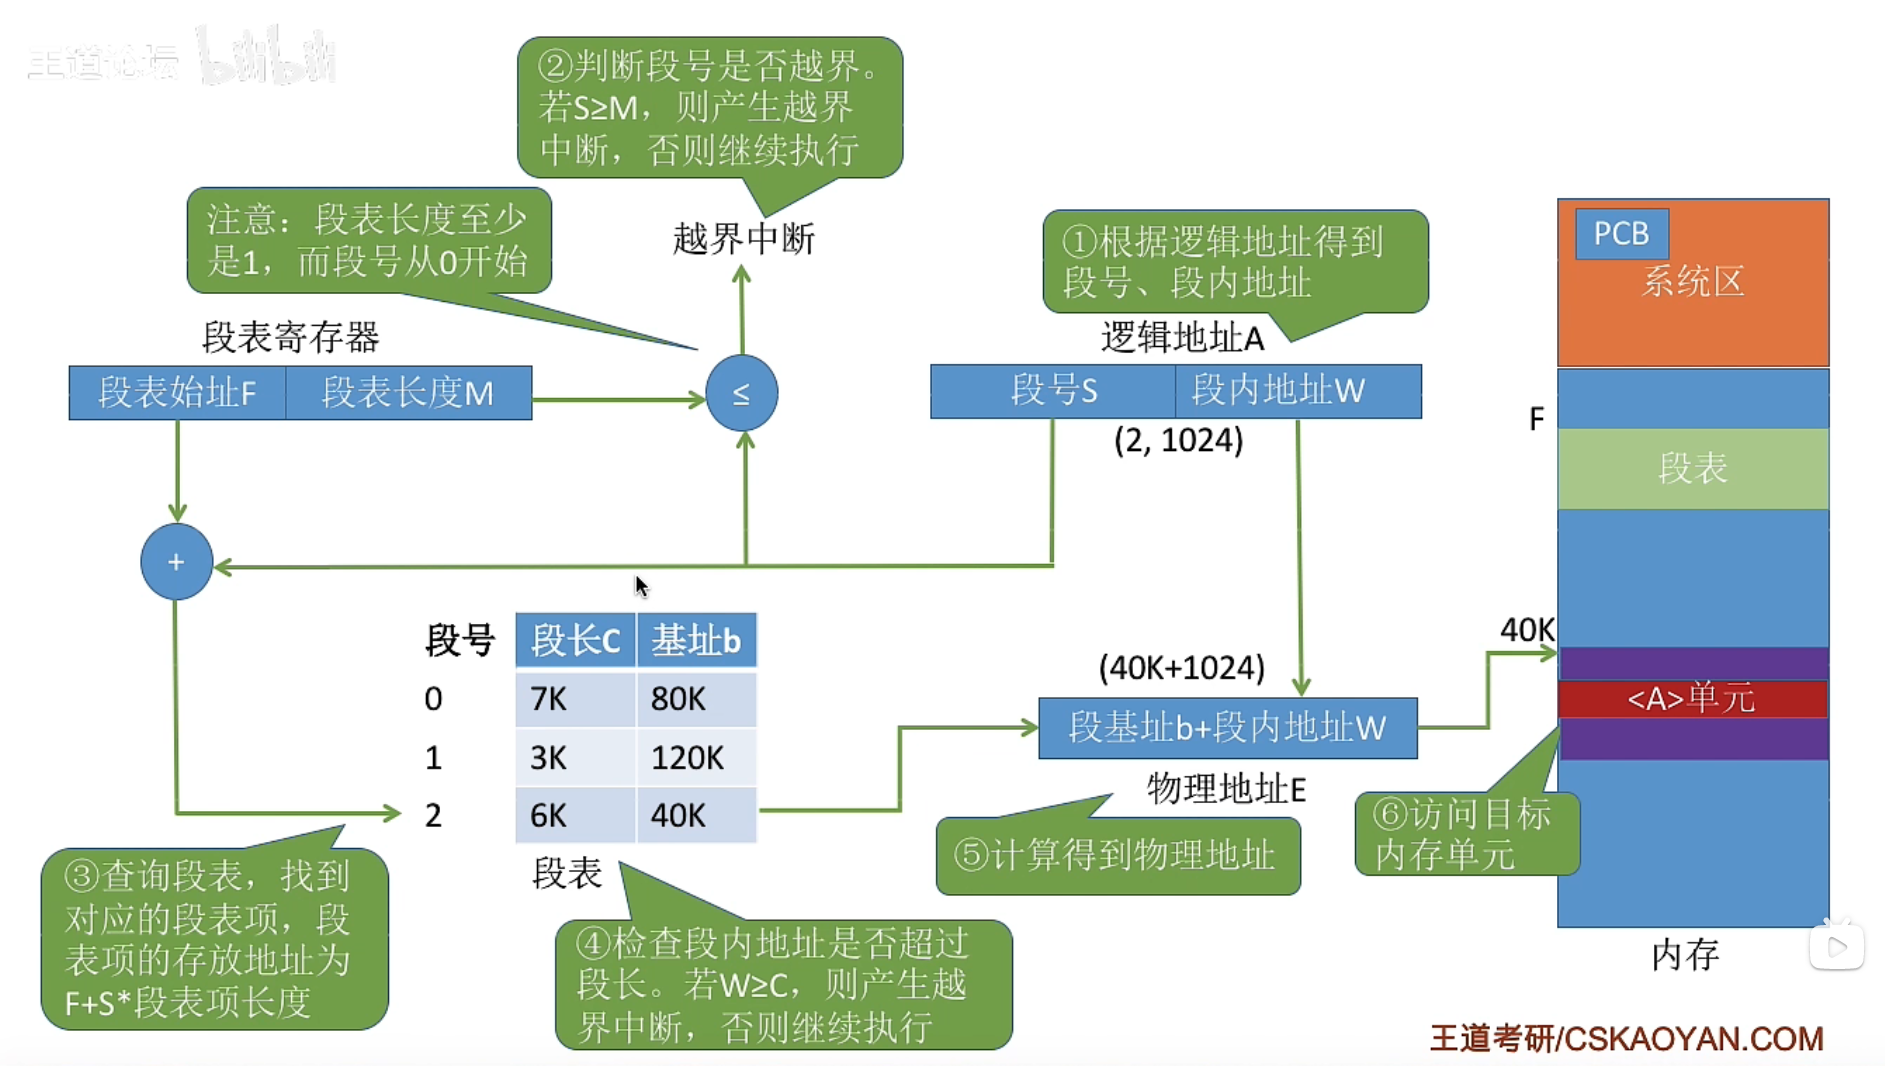 王道论坛 bilibili
②判断段号是否越界。
若S≥M，则产生越界
中断，否则继续执行
注意：段表长度至少
是1，而段号从0开始
越界中断
①根据逻辑地址得到
段号、段内地址
PCB
系统区
段表寄存器
逻辑地址A
段表始址F 段表长度M
≤
段号S 段内地址W
(2, 1024)
F
段表
+
段号 段长C 基址b
0 7K 80K
1 3K 120K
2 6K 40K
段表
40K
(40K+1024)
段基址b+段内地址W
物理地址E
<A>单元
③查询段表，找到
对应的段表项，段
表项的存放地址为
F+S*段表项长度
④检查段内地址是否超过
段长。若W≥C，则产生越
界中断，否则继续执行
⑤计算得到物理地址
⑥访问目标
内存单元
内存
王道考研/CSKAOYAN.COM